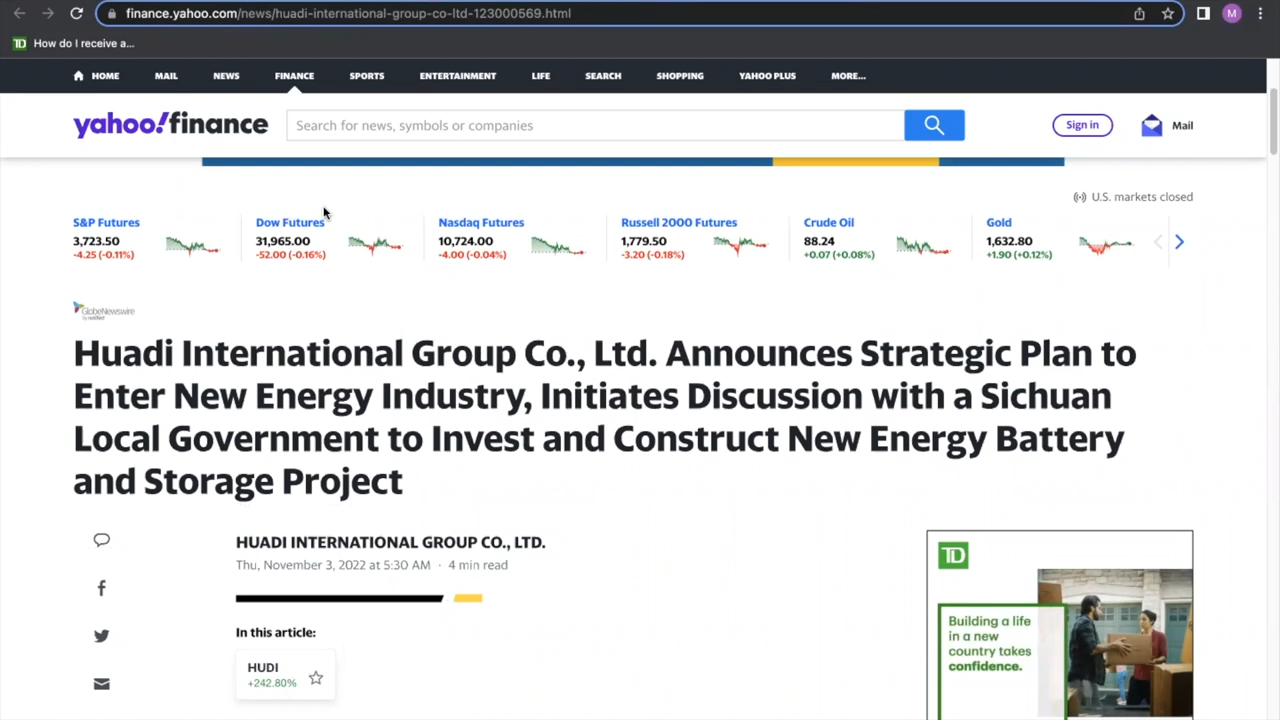 finance.yahoo.com/news/huadi-international-group-co-ltd-123000569.html
M
TD How do I receive a...
HOME MAIL NEWS FINANCE SPORTS ENTERTAINMENT LIFE SEARCH SHOPPING YAHOO PLUS MORE...
yahoo!finance Search for news, symbols or companies Sign in Mail
U.S. markets closed
S&P Futures Dow Futures Nasdaq Futures Russell 2000 Futures Crude Oil Gold
3,723.50 31,965.00 10,724.00 1,779.50 88.24 1,632.80
-4.25 (-0.11%) -52.00 (-0.16%) -4.00 (-0.04%) -3.20 (-0.18%) +0.07 (+0.08%) +1.90 (+0.12%)
GlobeNewswire
by notified
Huadi International Group Co., Ltd. Announces Strategic Plan to
Enter New Energy Industry, Initiates Discussion with a Sichuan
Local Government to Invest and Construct New Energy Battery
and Storage Project
HUADI INTERNATIONAL GROUP CO., LTD.
Thu, November 3, 2022 at 5:30 AM · 4 min read
In this article:
HUDI
+242.80%
TD
Building a life
in a new
country takes
confidence.